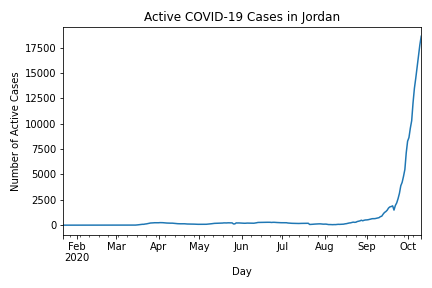 Active COVID-19 Cases in Jordan
Number of Active Cases
17500
15000
12500
10000
7500
5000
2500
0
Feb Mar Apr May Jun Jul Aug Sep Oct
2020
Day